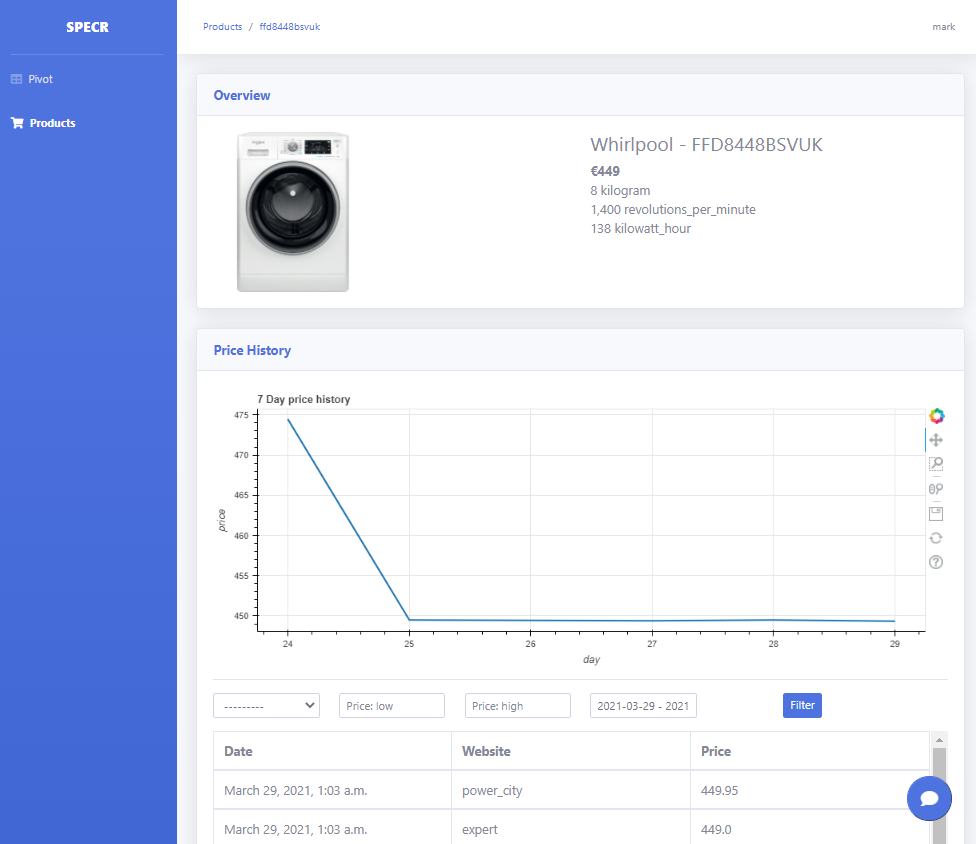 SPECR
Products / ffd8448bsvuk
mark
Pivot
Products
Overview
Whirlpool
Whirlpool - FFD8448BSVUK
€449
8 kilogram
1,400 revolutions_per_minute
138 kilowatt_hour
Price History
7 Day price history
475
470
465
460
455
450
price
24 25 26 27 28 29
day
--------- Price: low Price: high 2021-03-29 - 2021 Filter
Date Website Price
March 29, 2021, 1:03 a.m. power_city 449.95
March 29, 2021, 1:03 a.m. expert 449.0